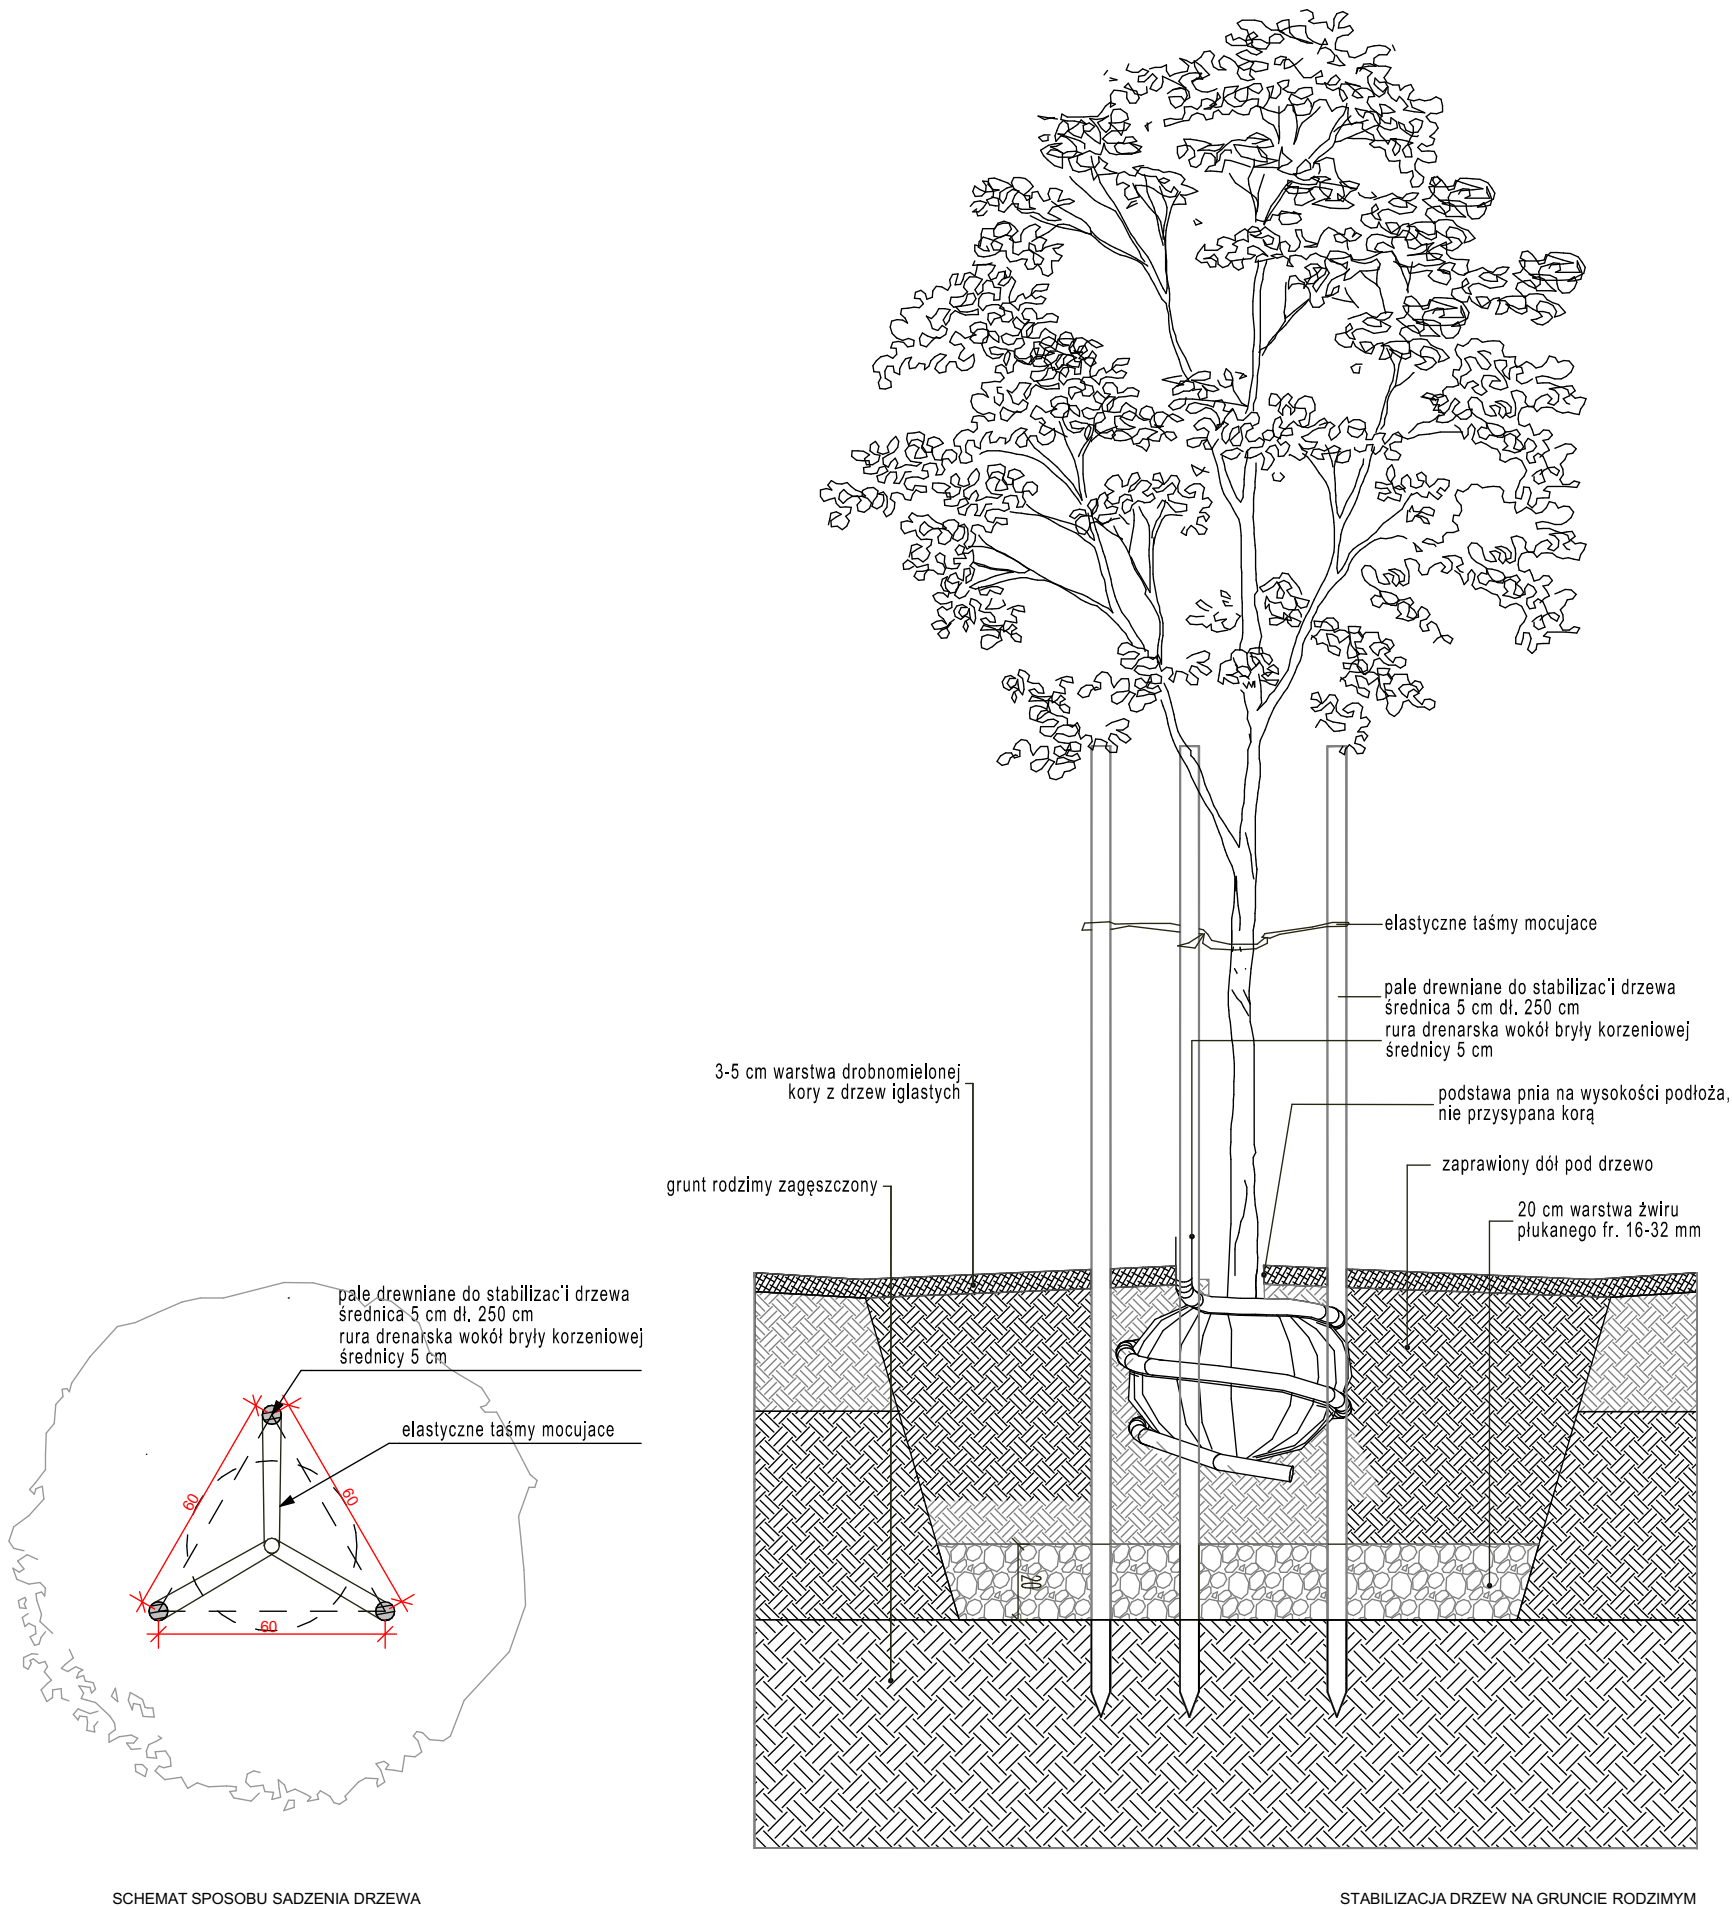 elastyczne taśmy mocujace
pale drewniane do stabilizacji drzewa
średnica 5 cm dł. 250 cm
rura drenarska wokół bryły korzeniowej
średnicy 5 cm
3-5 cm warstwa drobnomielonej
kory z drzew iglastych
podstawa pnia na wysokości podłoża,
nie przysypana korą
zaprawiony dół pod drzewo
grunt rodzimy zagęszczony
20 cm warstwa żwiru
płukanego fr. 16-32 mm
pale drewniane do stabilizacji drzewa
średnica 5 cm dł. 250 cm
rura drenarska wokół bryły korzeniowej
średnicy 5 cm
elastyczne taśmy mocujace
60
60
60
20
SCHEMAT SPOSOBU SADZENIA DRZEWA
STABILIZACJA DRZEW NA GRUNCIE RODZIMYM